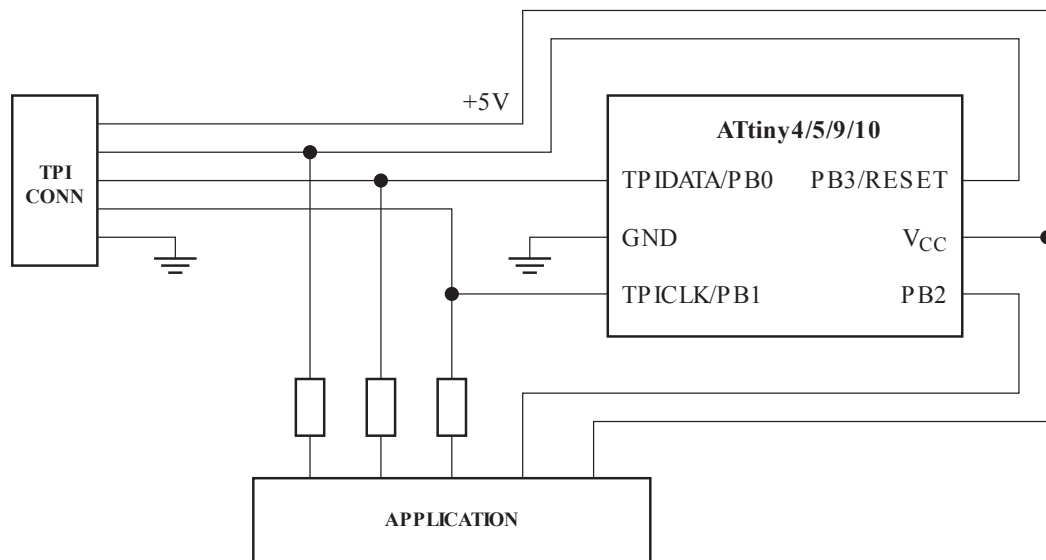 +5V
TPI
CONN
ATtiny4/5/9/10
TPIDATA/PB0 PB3/RESET
GND VCC
TPICLK/PB1 PB2
APPLICATION